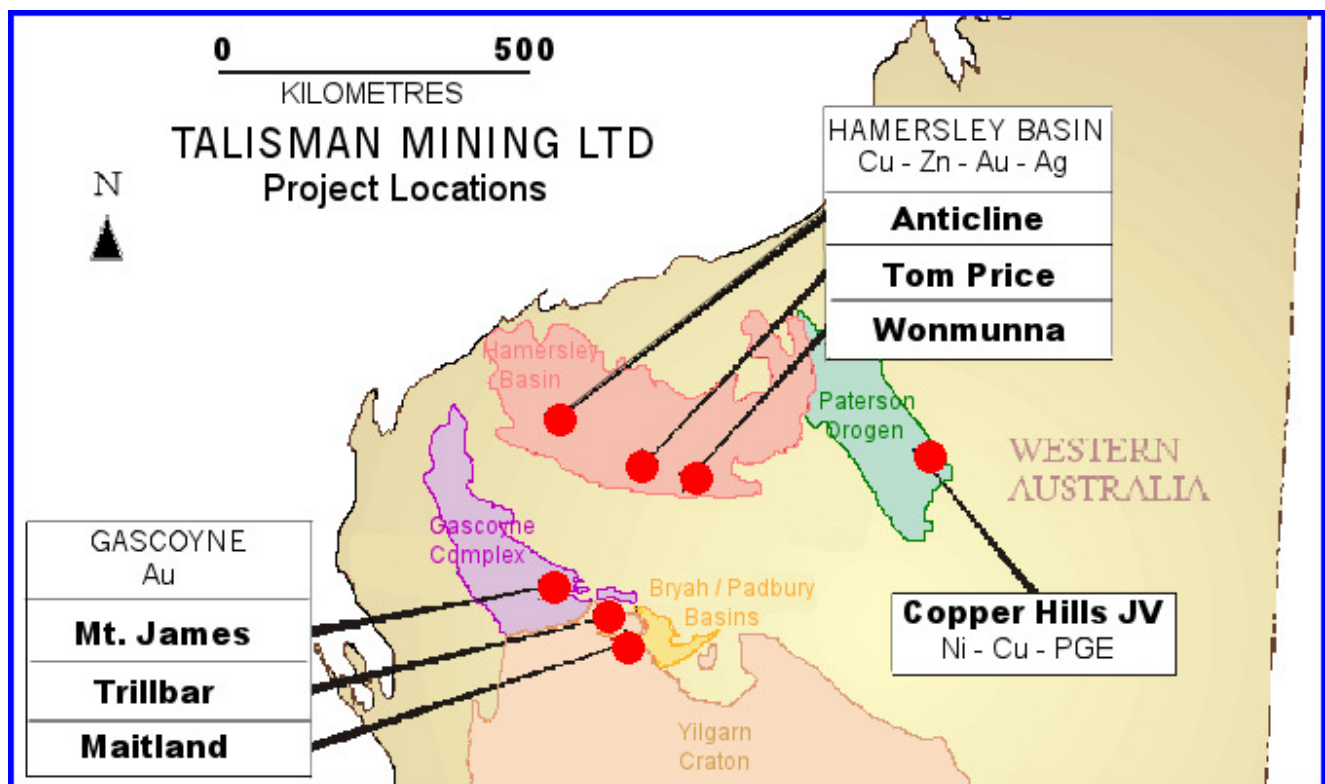 0 500
KILOMETRES
TALISMAN MINING LTD
Project Locations
N
HAMERSLEY BASIN
Cu - Zn - Au - Ag
Anticline
Tom Price
Wonmunna
Hamersley
Basin
Paterson
Orogen
WESTERN
AUSTRALIA
Gascoyne
Complex
GASCOYNE
Au
Mt. James
Trillbar
Maitland
Bryah / Padbury
Basins
Copper Hills JV
Ni - Cu - PGE
Yilgarn
Craton